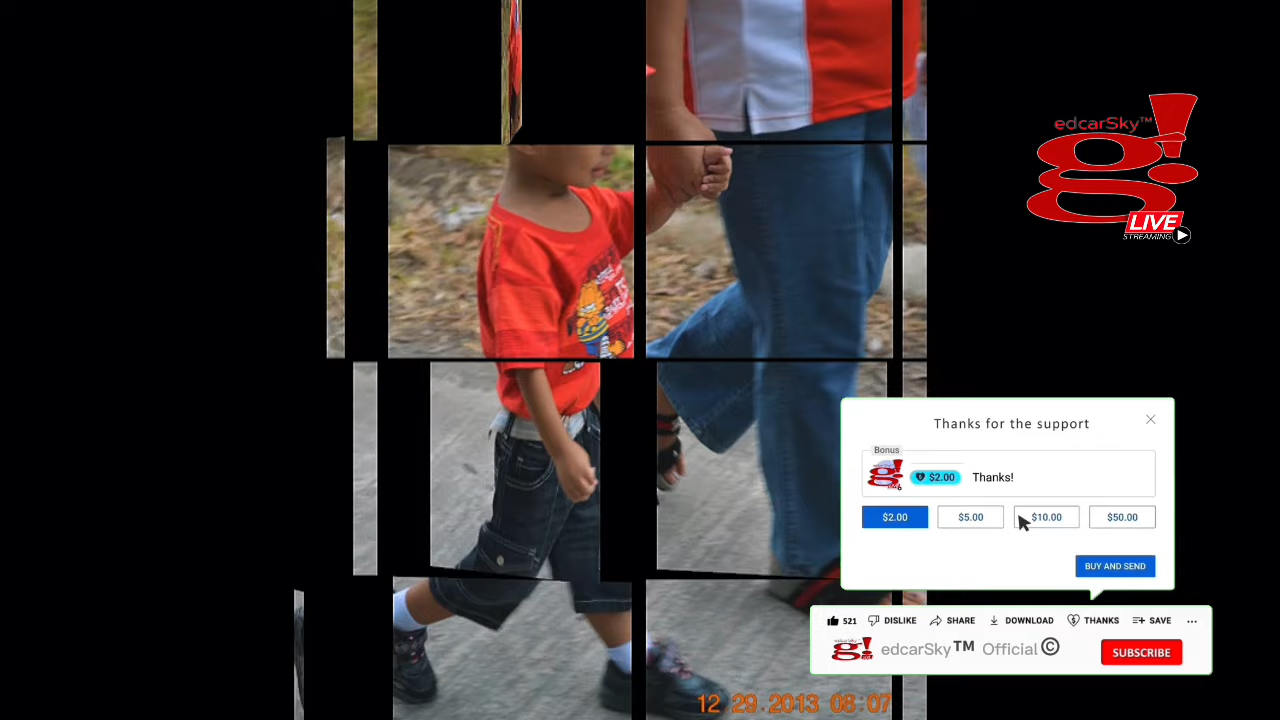 edcarSky™
g!
LIVE
STREAMING
Thanks for the support
Bonus
$2.00 Thanks!
$2.00 $5.00 $10.00 $50.00
BUY AND SEND
521 DISLIKE SHARE DOWNLOAD THANKS SAVE
g! edcarSky™ Official ©
SUBSCRIBE
12 29 2013 08:07